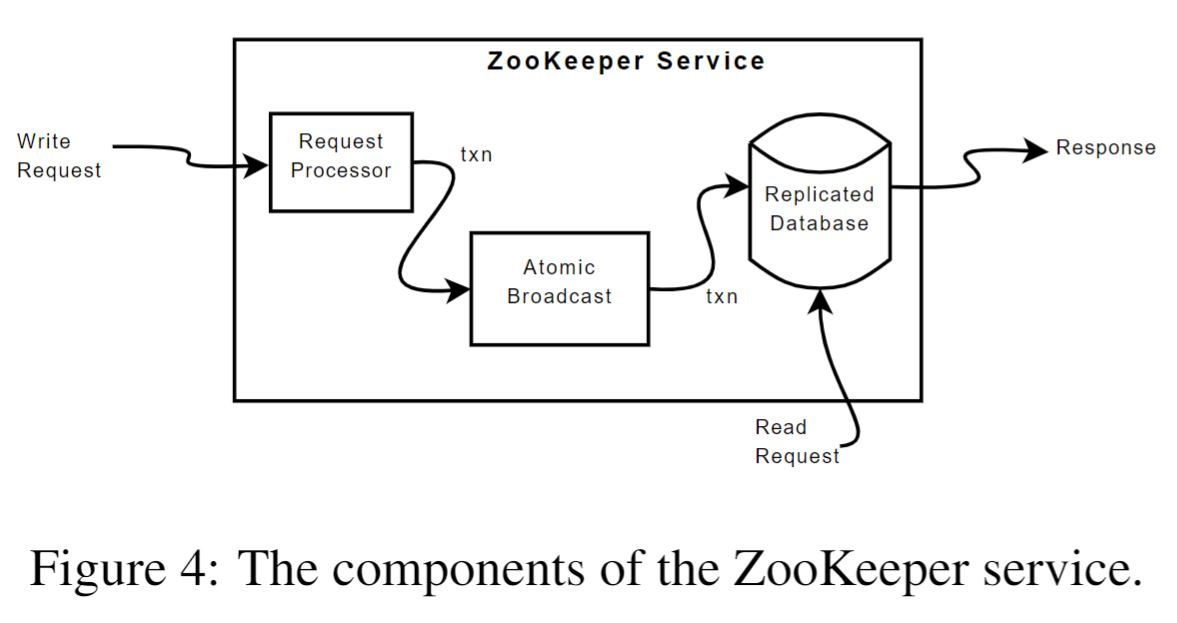 ZooKeeper Service
Write
Request
Request
Processor
txn
Atomic
Broadcast
txn
Replicated
Database
Response
Read
Request
Figure 4: The components of the ZooKeeper service.